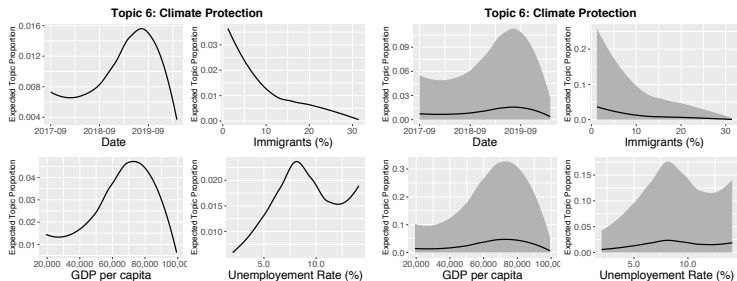 Topic 6: Climate Protection
Expected Topic Proportion
0.016
0.012
0.008
0.004
2017-09 2018-09 2019-09
Date
Expected Topic Proportion
0.03
0.02
0.01
0.00
0 10 20 30
Immigrants (%)
Expected Topic Proportion
0.04
0.03
0.02
0.01
20,000 40,000 60,000 80,000 100,00
GDP per capita
Expected Topic Proportion
0.020
0.015
0.010
5.0 10.0
Unemployement Rate (%)
Topic 6: Climate Protection
Expected Topic Proportion
0.09
0.06
0.03
0.00
2017-09 2018-09 2019-09
Date
Expected Topic Proportion
0.20
0.10
0.00
0 10 20 30
Immigrants (%)
Expected Topic Proportion
0.3
0.2
0.1
0.0
20,000 40,000 60,000 80,000 100,00
GDP per capita
Expected Topic Proportion
0.15
0.10
0.05
0.00
5.0 10.0
Unemployement Rate (%)